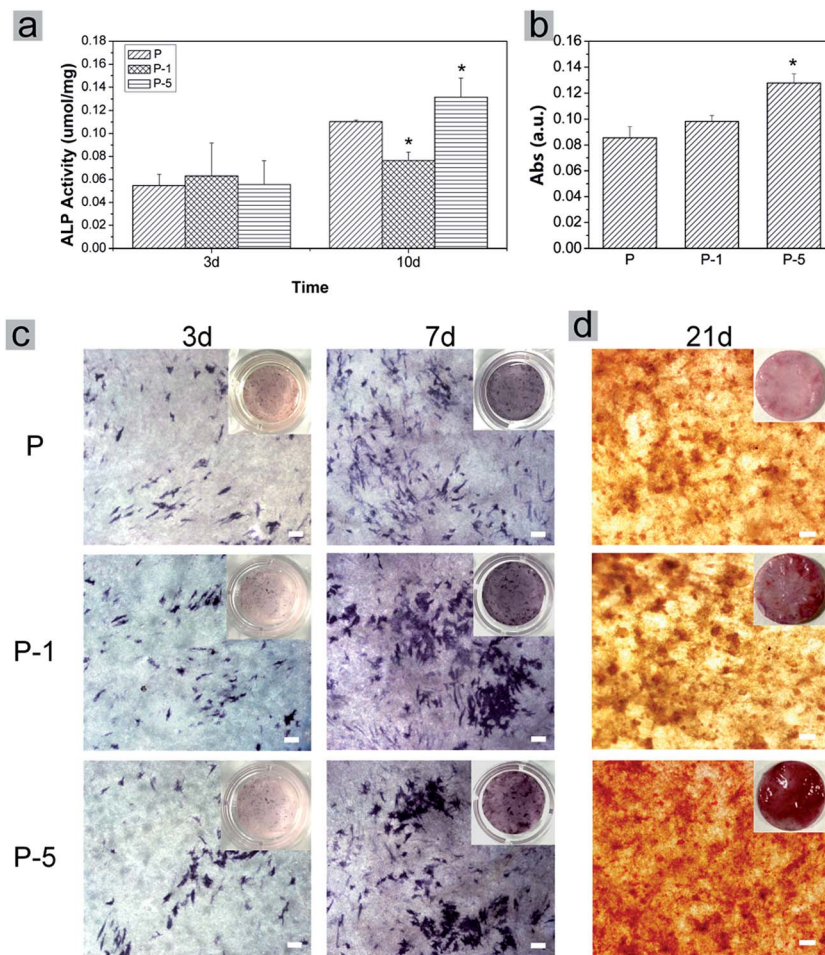 a
0.18
0.16
0.14
0.12
0.10
0.08
0.06
0.04
0.02
0.00
ALP Activity (umol/mg)
P
P-1
P-5
*
*
3d
10d
Time
b
0.16
0.14
0.12
0.10
0.08
0.06
0.04
0.02
0.00
Abs (a.u.)
*
P
P-1
P-5
c
3d
7d
d
21d
P
P-1
P-5